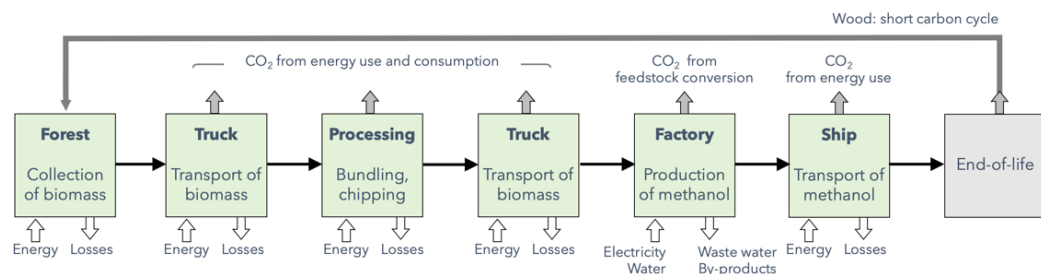 Wood: short carbon cycle
CO₂ from energy use and consumption
CO₂ from
feedstock conversion
CO₂
from energy use
Forest
Collection
of biomass
Truck
Transport of
biomass
Processing
Bundling,
chipping
Truck
Transport of
biomass
Factory
Production
of methanol
Ship
Transport of
methanol
End-of-life
Energy
Losses
Energy
Losses
Energy
Losses
Energy
Losses
Electricity
Water
Waste water
By-products
Energy
Losses